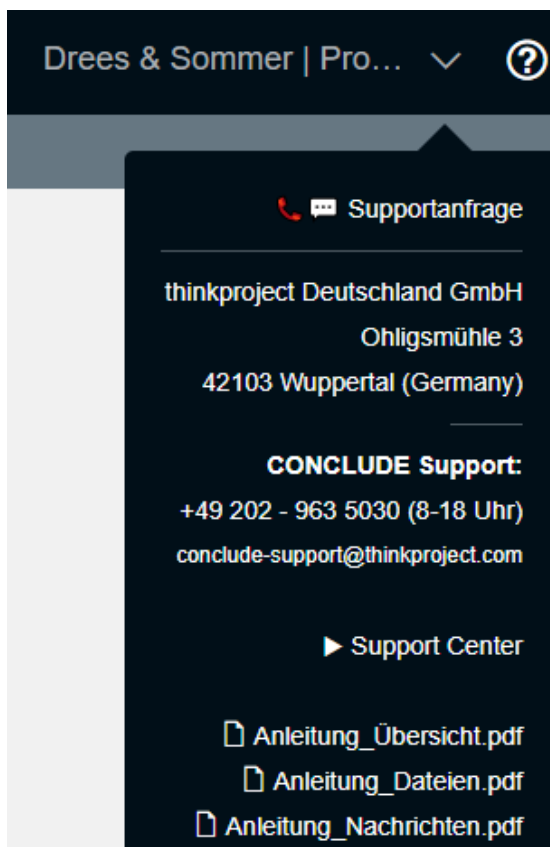 Drees & Sommer | Pro...
Supportanfrage
thinkproject Deutschland GmbH
Ohligsmühle 3
42103 Wuppertal (Germany)
CONCLUDE Support:
+49 202 - 963 5030 (8-18 Uhr)
conclude-support@thinkproject.com
Support Center
Anleitung_Übersicht.pdf
Anleitung_Dateien.pdf
Anleitung_Nachrichten.pdf